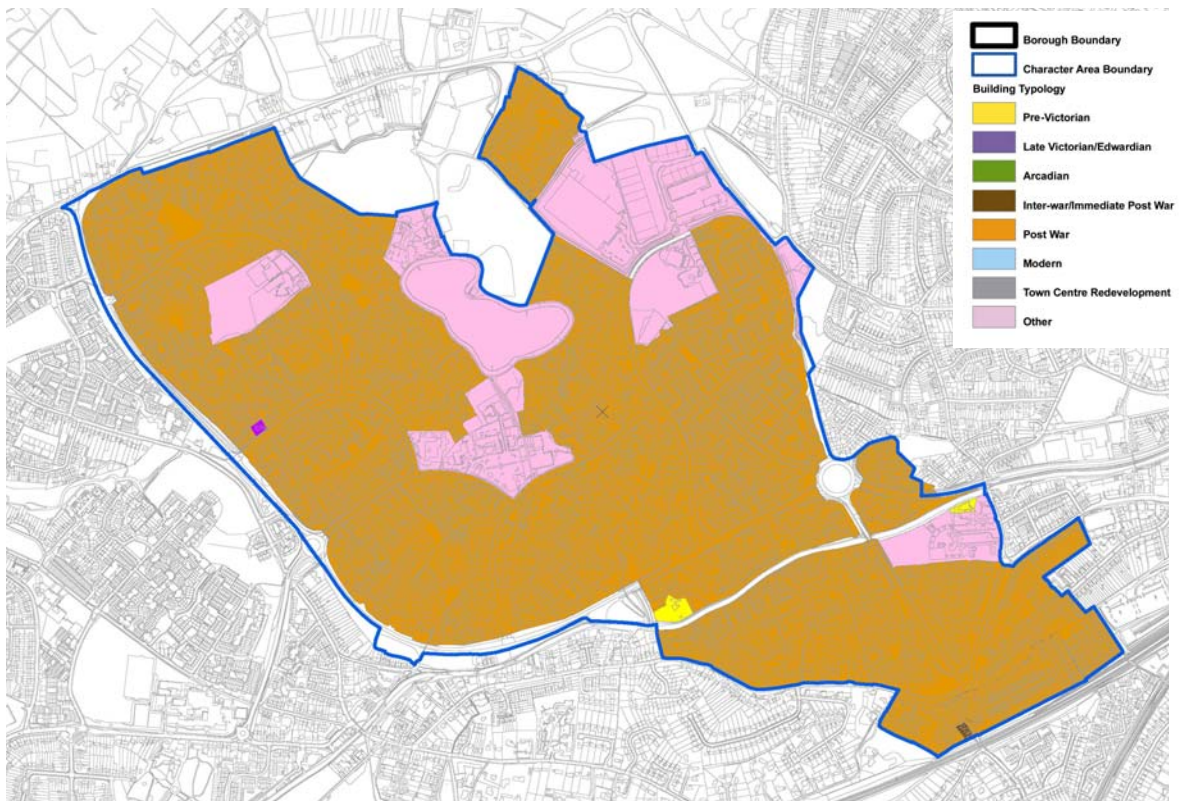 Borough Boundary
Character Area Boundary
Building Typology
Pre-Victorian
Late Victorian/Edwardian
Arcadian
Inter-war/Immediate Post War
Post War
Modern
Town Centre Redevelopment
Other